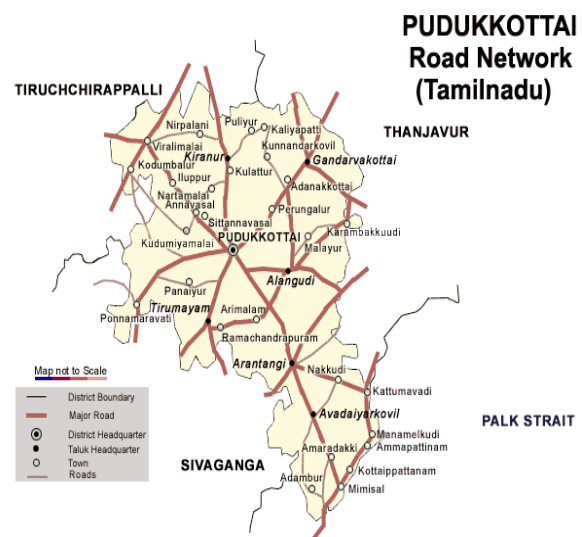 PUDUKKOTTAI
Road Network
(Tamilnadu)
TIRUCHCHIRAPPALLI
THANJAVUR
Nirpalani
Puliyur
Kaliyapatti
Viralimalai
Kiranur
Kunnandarkovil
Gandarvakottai
Kodumbalur
Kulattur
Iluppur
Adanakkottai
Nartamalai
Annavasal
Sittannavasal
Perungalur
PUDUKKOTTAI
Karambakkuudi
Kudumiyamalai
Malayur
Alangudi
Panaiyur
Tirumayam
Arimalam
Ponnamaravati
Ramachandrapuram
Arantangi
Nakkudi
Kattumavadi
Avadaiyarkovil
PALK STRAIT
Manamelkudi
Ammapattinam
Amaradakki
Kottaippattanam
SIVAGANGA
Adambur
Mimisal
Map not to Scale
District Boundary
Major Road
District Headquarter
Taluk Headquarter
Town
Roads